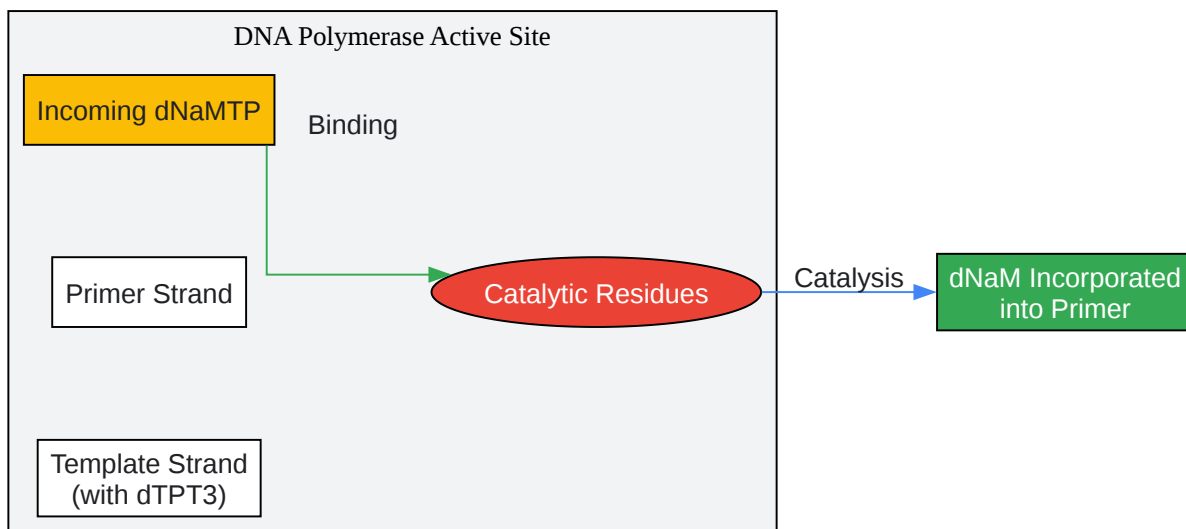 DNA Polymerase Active Site
Incoming dNaMTP
Binding
Primer Strand
Catalytic Residues
Catalysis
dNaM Incorporated
into Primer
Template Strand
(with dTPT3)